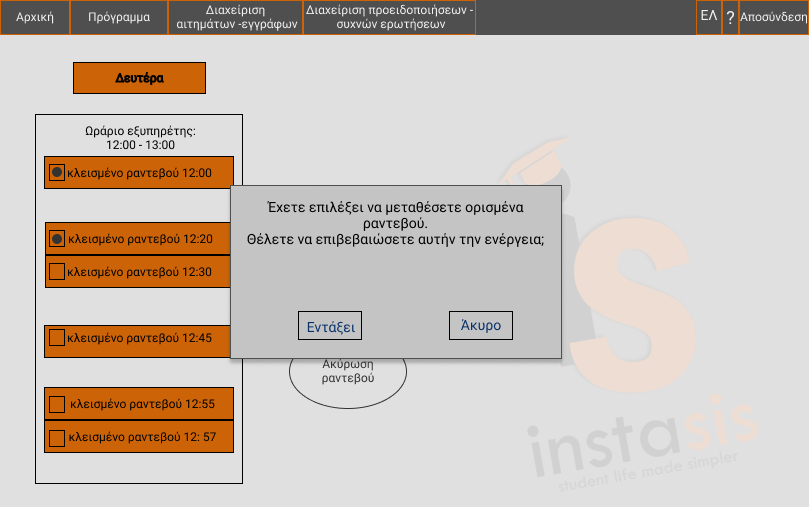 Αρχική
Πρόγραμμα
Διαχείριση
αιτημάτων -εγγράφων
Διαχείριση προειδοποιήσεων -
συχνών ερωτήσεων
ΕΛ
?
Αποσύνδεση
Δευτέρα
Ωράριο εξυπηρέτης:
12:00 - 13:00
κλεισμένο ραντεβού 12:00
κλεισμένο ραντεβού 12:20
κλεισμένο ραντεβού 12:30
κλεισμένο ραντεβού 12:45
κλεισμένο ραντεβού 12:55
κλεισμένο ραντεβού 12: 57
Έχετε επιλέξει να μεταθέσετε ορισμένα
ραντεβού.
Θέλετε να επιβεβαιώσετε αυτήν την ενέργεια;
Εντάξει
Άκυρο
Ακύρωση
ραντεβού
iS
instasis
student life made simpler